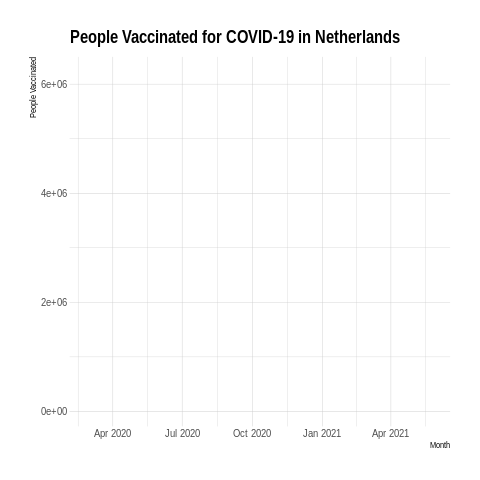 People Vaccinated for COVID-19 in Netherlands
People Vaccinated
6e+06
4e+06
2e+06
0e+00
Apr 2020 Jul 2020 Oct 2020 Jan 2021 Apr 2021
Month